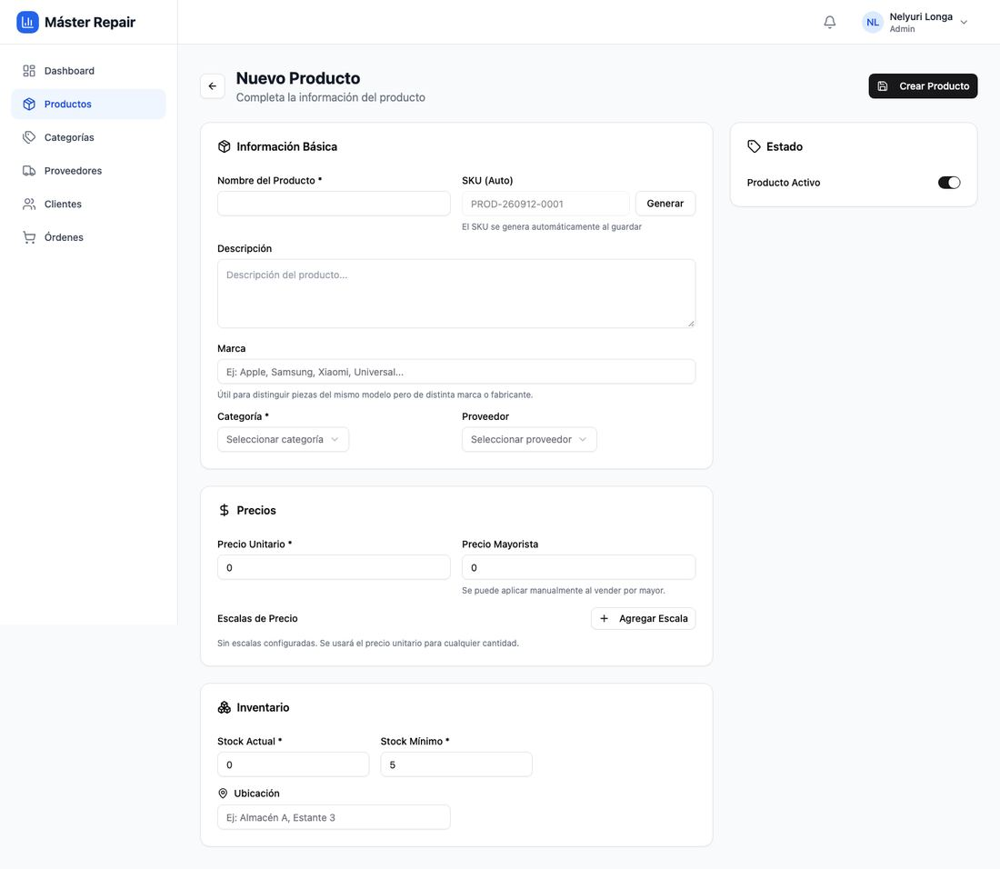 Máster Repair
Nelyuri Longa
NL
Admin
Dashboard
Productos
Categorías
Proveedores
Clientes
Órdenes
Nuevo Producto
Completa la información del producto
Crear Producto
Información Básica
Nombre del Producto *
SKU (Auto)
PROD-260912-0001
Generar
El SKU se genera automáticamente al guardar
Descripción
Descripción del producto...
Marca
Ej: Apple, Samsung, Xiaomi, Universal...
Útil para distinguir piezas del mismo modelo pero de distinta marca o fabricante.
Categoría *
Proveedor
Seleccionar categoría
Seleccionar proveedor
Estado
Producto Activo
Precios
Precio Unitario *
Precio Mayorista
0
0
Se puede aplicar manualmente al vender por mayor.
Escalas de Precio
Agregar Escala
Sin escalas configuradas. Se usará el precio unitario para cualquier cantidad.
Inventario
Stock Actual *
Stock Mínimo *
0
5
Ubicación
Ej: Almacén A, Estante 3